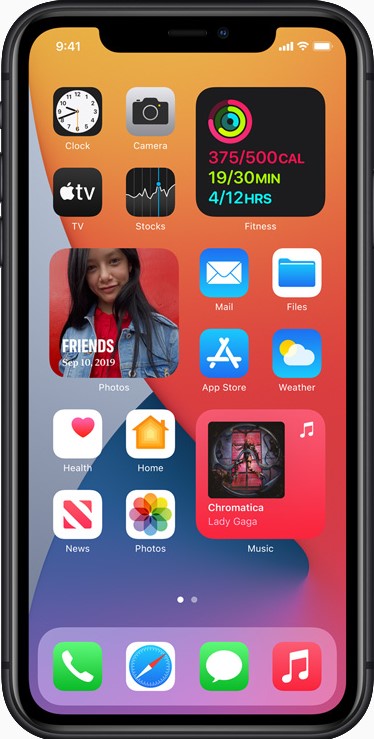 9:41
Clock
Camera
375/500CAL
19/30MIN
4/12HRS
tv
TV
Stocks
Fitness
FRIENDS
Sep 10, 2019
Photos
Mail
Files
App Store
Weather
Health
Home
Chromatica
Lady Gaga
News
Photos
Music